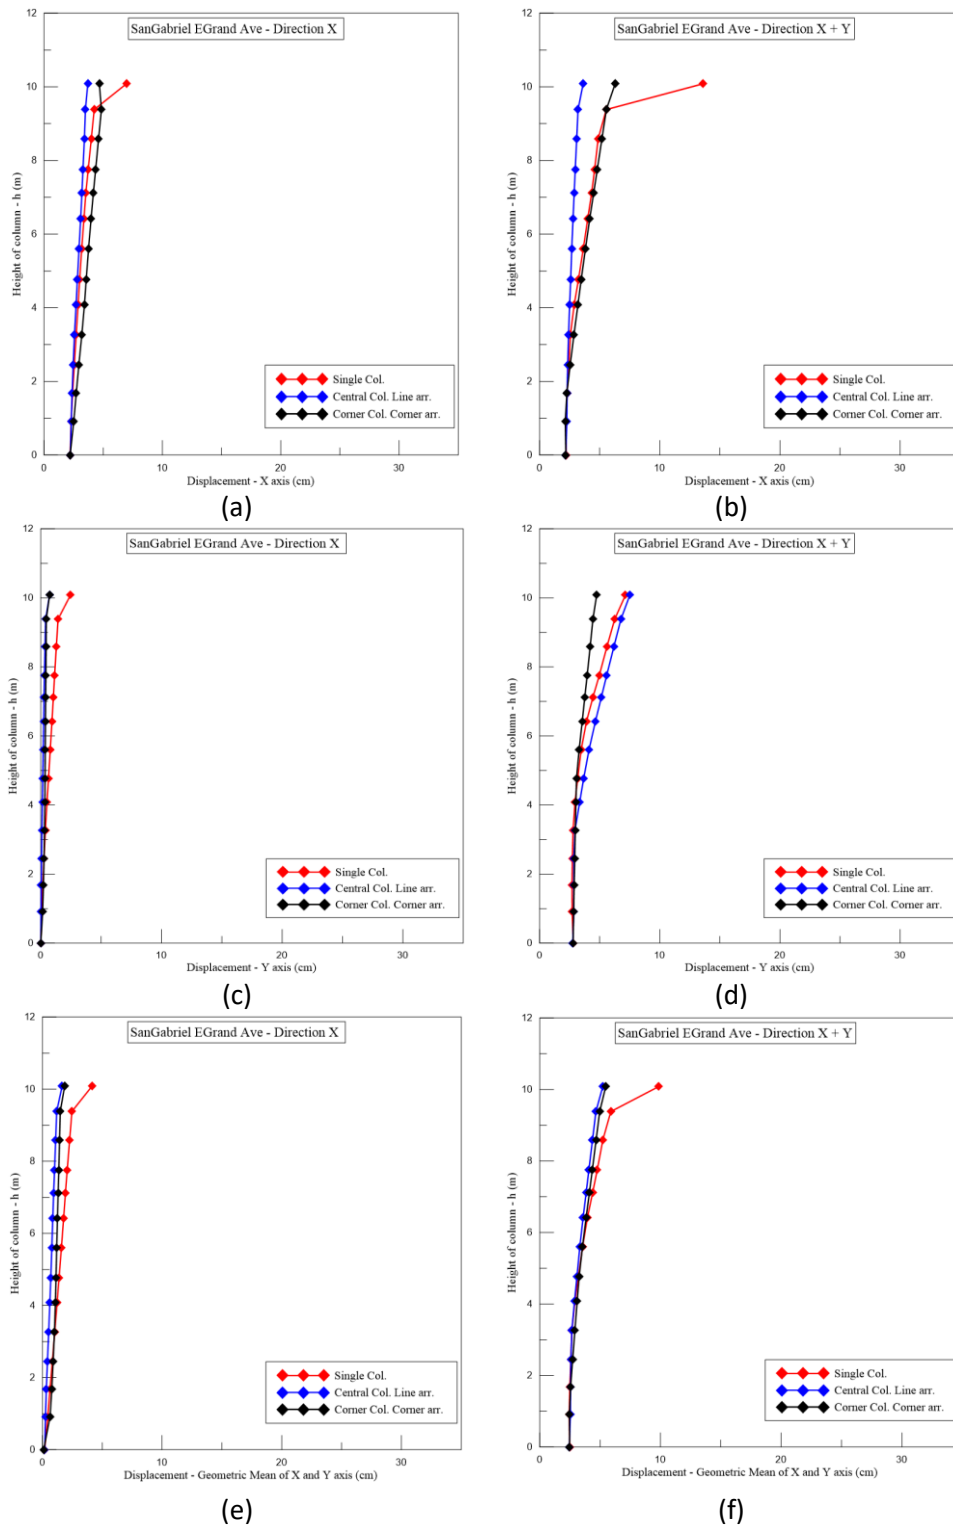 SanGabriel EGrand Ave - Direction X
Height of column - h (m)
12
10
8
6
4
2
0
0 10 20 30
Single Col.
Central Col. Line arr.
Corner Col. Corner arr.
Displacement - X axis (cm)
(a)
SanGabriel EGrand Ave - Direction X + Y
Height of column - h (m)
12
10
8
6
4
2
0
0 10 20 30
Single Col.
Central Col. Line arr.
Corner Col. Corner arr.
Displacement - X axis (cm)
(b)
SanGabriel EGrand Ave - Direction X
Height of column - h (m)
12
10
8
6
4
2
0
0 10 20 30
Single Col.
Central Col. Line arr.
Corner Col. Corner arr.
Displacement - Y axis (cm)
(c)
SanGabriel EGrand Ave - Direction X + Y
Height of column - h (m)
12
10
8
6
4
2
0
0 10 20 30
Single Col.
Central Col. Line arr.
Corner Col. Corner arr.
Displacement - Y axis (cm)
(d)
SanGabriel EGrand Ave - Direction X
Height of column - h (m)
12
10
8
6
4
2
0
0 10 20 30
Single Col.
Central Col. Line arr.
Corner Col. Corner arr.
Displacement - Geometric Mean of X and Y axis (cm)
(e)
SanGabriel EGrand Ave - Direction X + Y
Height of column - h (m)
12
10
8
6
4
2
0
0 10 20 30
Single Col.
Central Col. Line arr.
Corner Col. Corner arr.
Displacement - Geometric Mean of X and Y axis (cm)
(f)